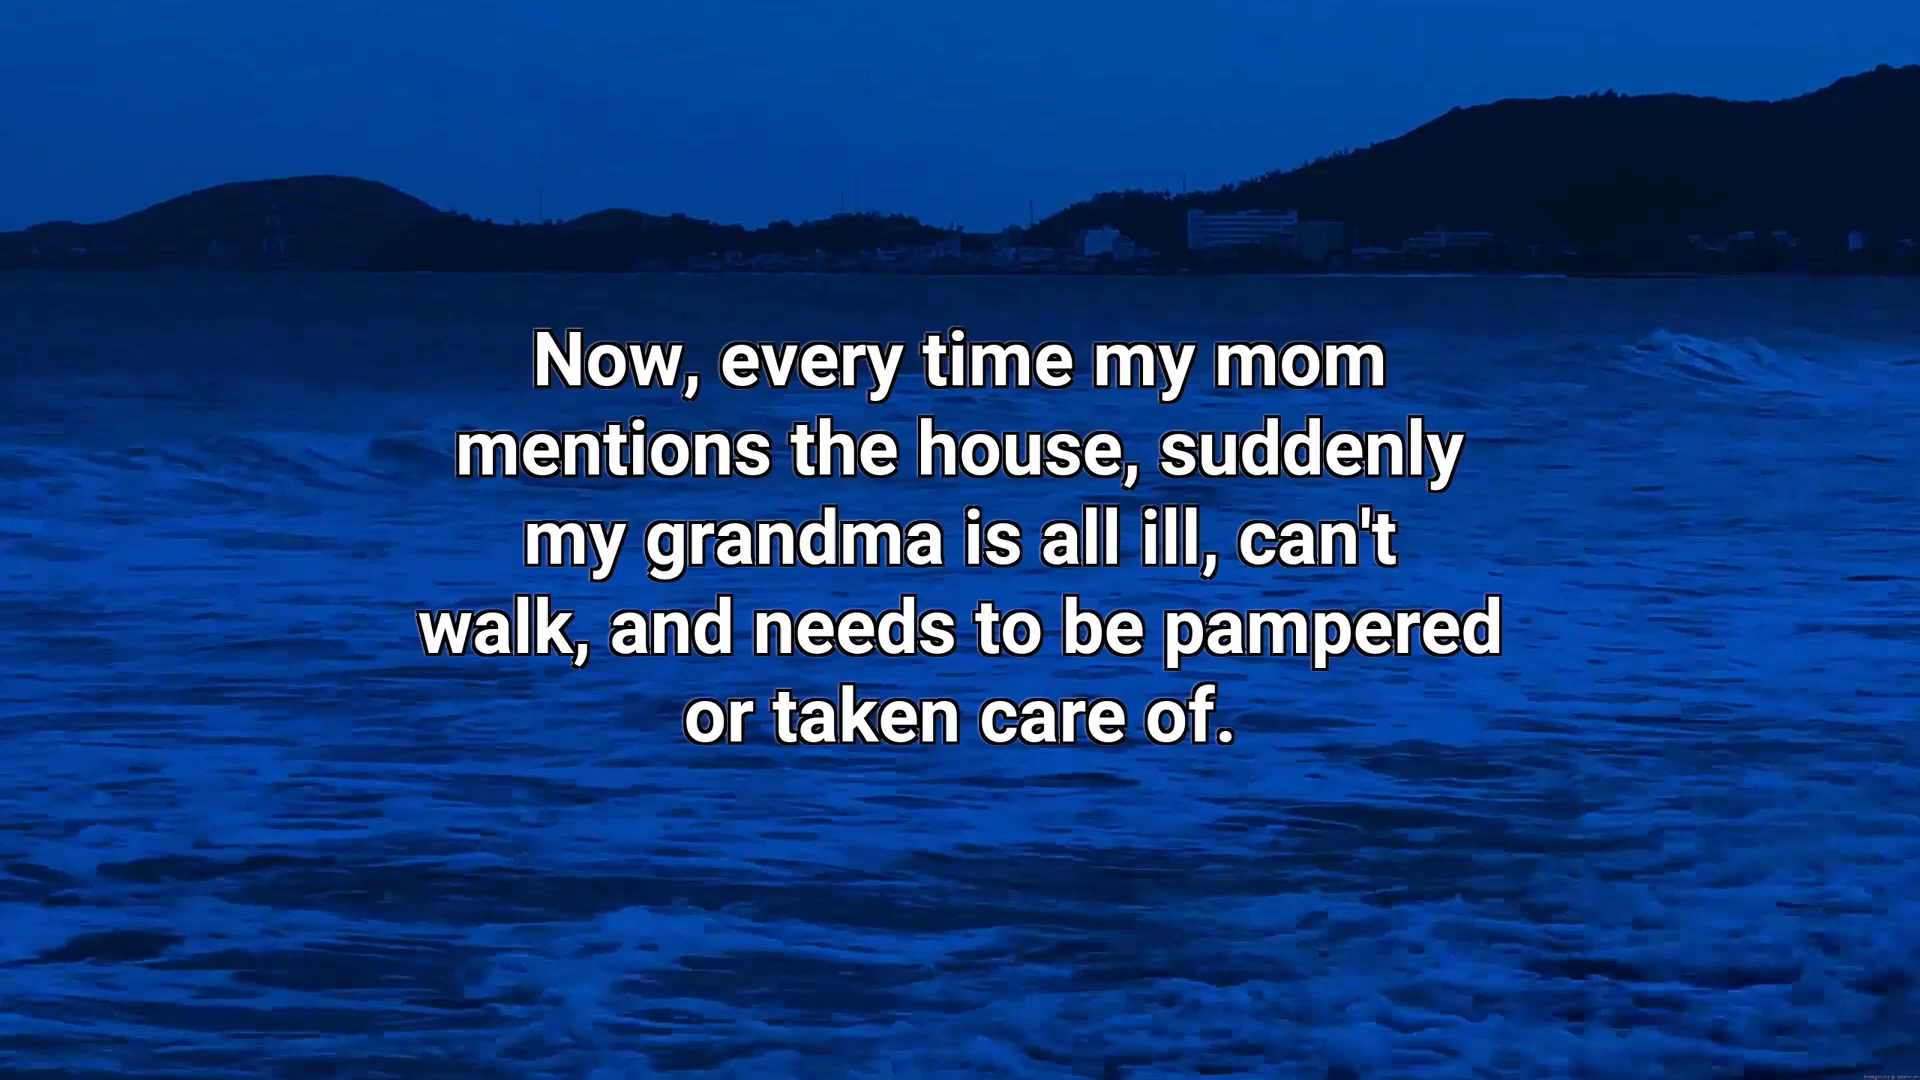 Now, every time my mom
mentions the house, suddenly
my grandma is all ill, can't
walk, and needs to be pampered
or taken care of.